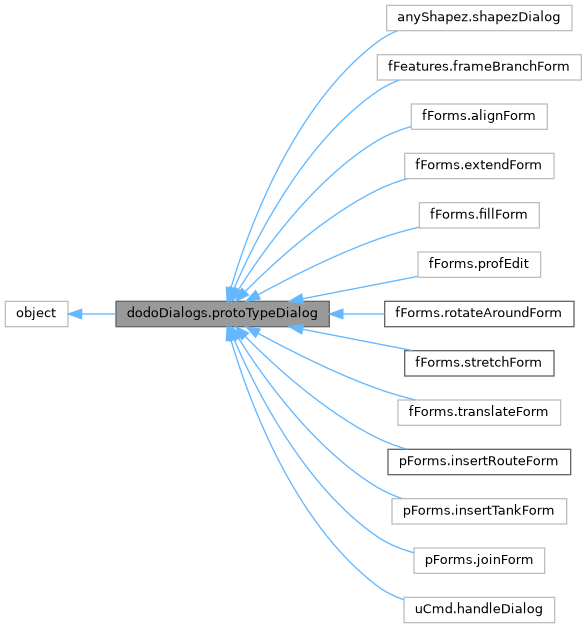 anyShapez.shapezDialog
fFeatures.frameBranchForm
fForms.alignForm
fForms.extendForm
fForms.fillForm
fForms.profEdit
object
dodoDialogs.protoTypeDialog
fForms.rotateAroundForm
fForms.stretchForm
fForms.translateForm
pForms.insertRouteForm
pForms.insertTankForm
pForms.joinForm
uCmd.handleDialog